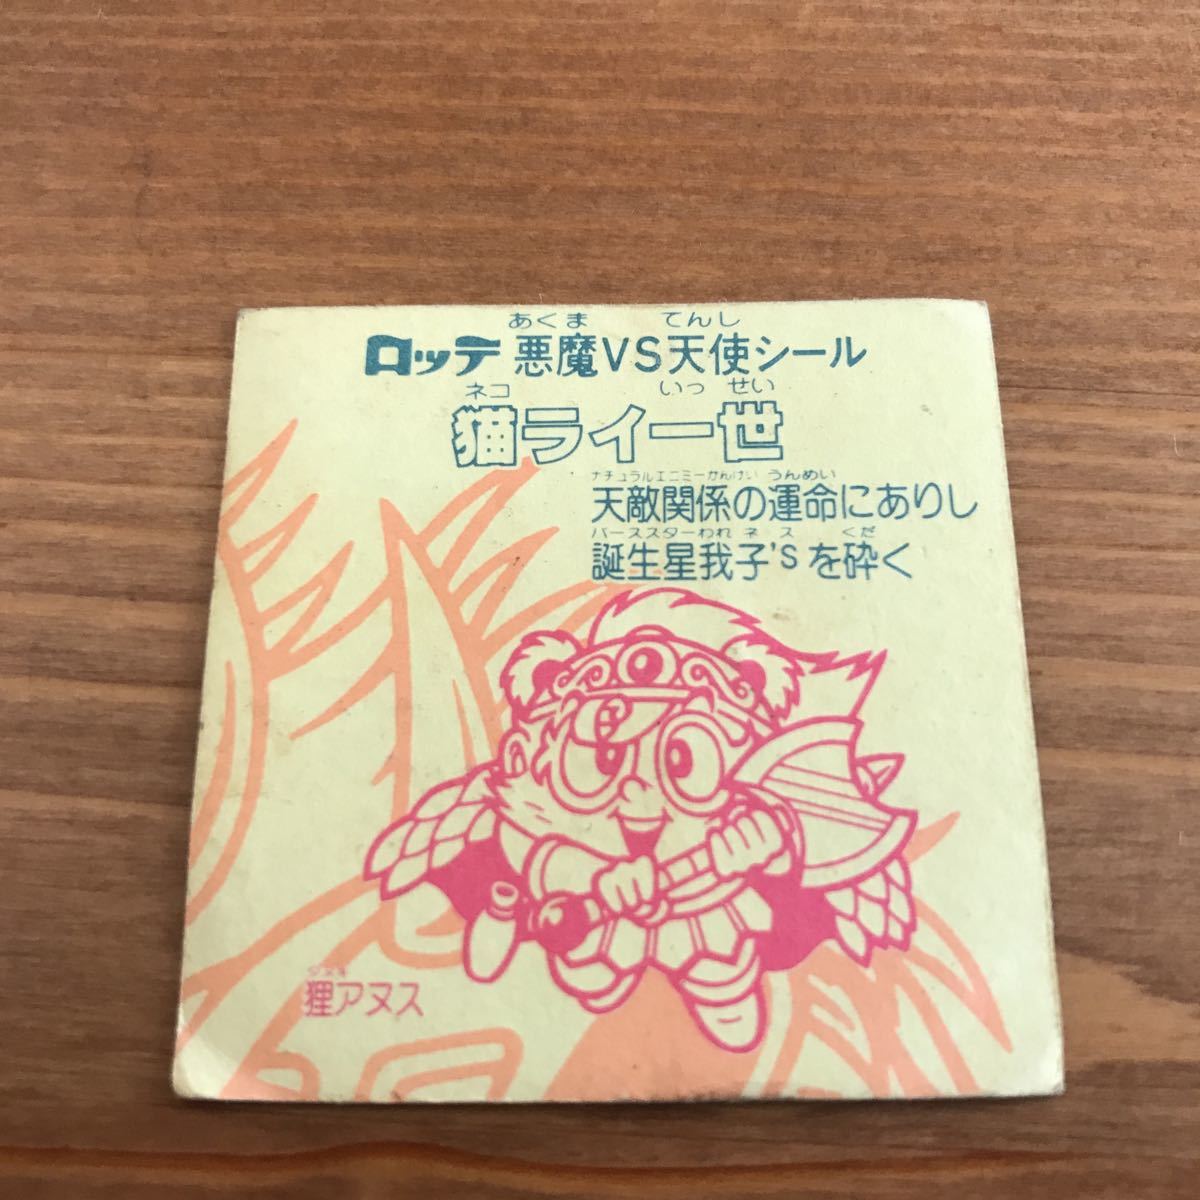 あくま てんし
ロッテ 悪魔VS天使シール
ネコ いっ せい
猫ライ一世
ナチュラルエニミーかんけい うんめい
天敵関係の運命にありし
バーススターわれ ネ ス くだ
誕生星我子'sを砕く
タヌキ
狸アヌス